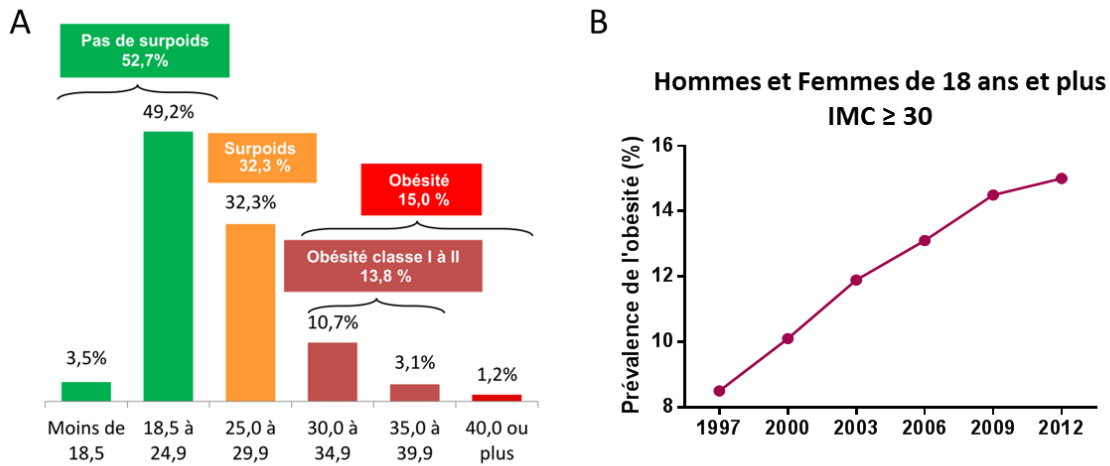 A
Pas de surpoids
52,7%
49,2%
Surpoids
32,3 %
32,3%
Obésité
15,0 %
Obésité classe I à II
13,8 %
10,7%
3,5%
3,1%
1,2%
Moins de
18,5
18,5 à
24,9
25,0 à
29,9
30,0 à
34,9
35,0 à
39,9
40,0 ou
plus
B
Hommes et Femmes de 18 ans et plus
IMC ≥ 30
Prévalence de l'obésité (%)
16
14
12
10
8
1997 2000 2003 2006 2009 2012